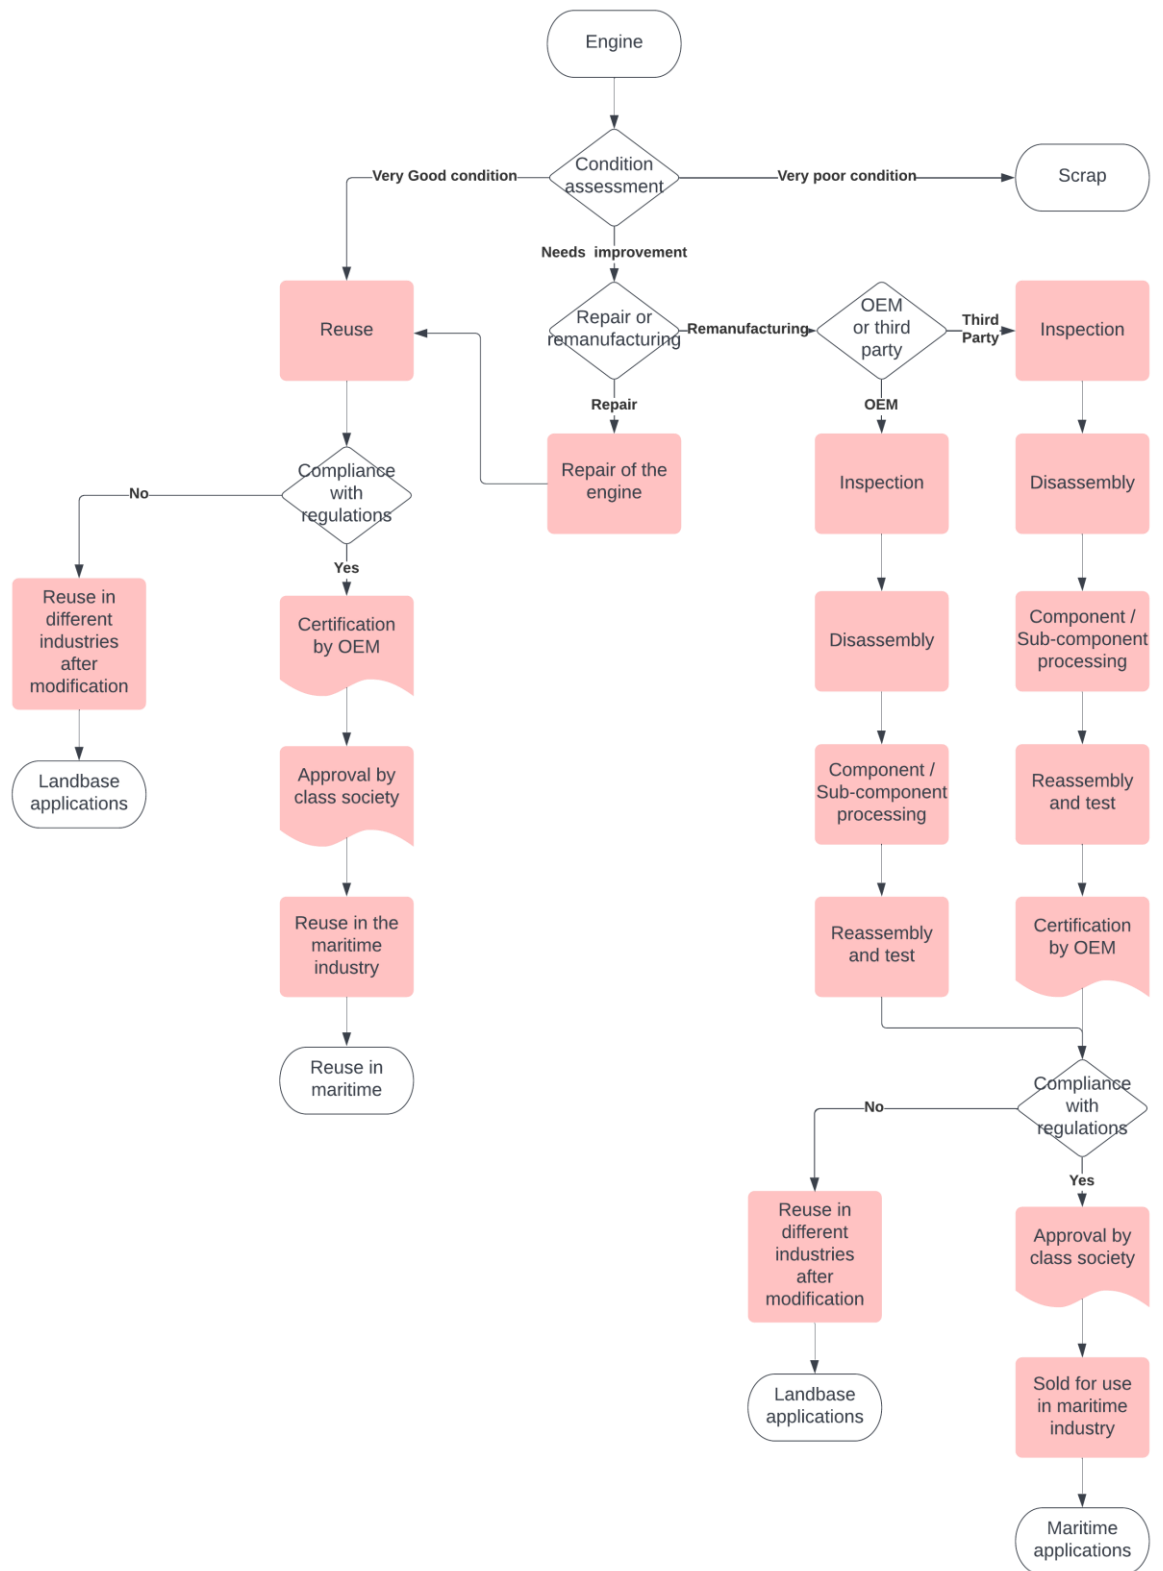 Engine
Condition
assessment
Very Good condition
Very poor condition
Scrap
Needs  improvement
Reuse
Repair or
remanufacturing
Remanufacturing
OEM
or third
party
Third
Party
Inspection
Repair
OEM
Repair of the
engine
Inspection
Disassembly
Compliance
with
regulations
No
Yes
Reuse in
different
industries
after
modification
Certification
by OEM
Disassembly
Component /
Sub-component
processing
Landbase
applications
Approval by
class society
Component /
Sub-component
processing
Reassembly
and test
Reuse in the
maritime
industry
Reassembly
and test
Certification
by OEM
Reuse in
maritime
Compliance
with
regulations
No
Yes
Reuse in
different
industries
after
modification
Approval by
class society
Landbase
applications
Sold for use
in maritime
industry
Maritime
applications